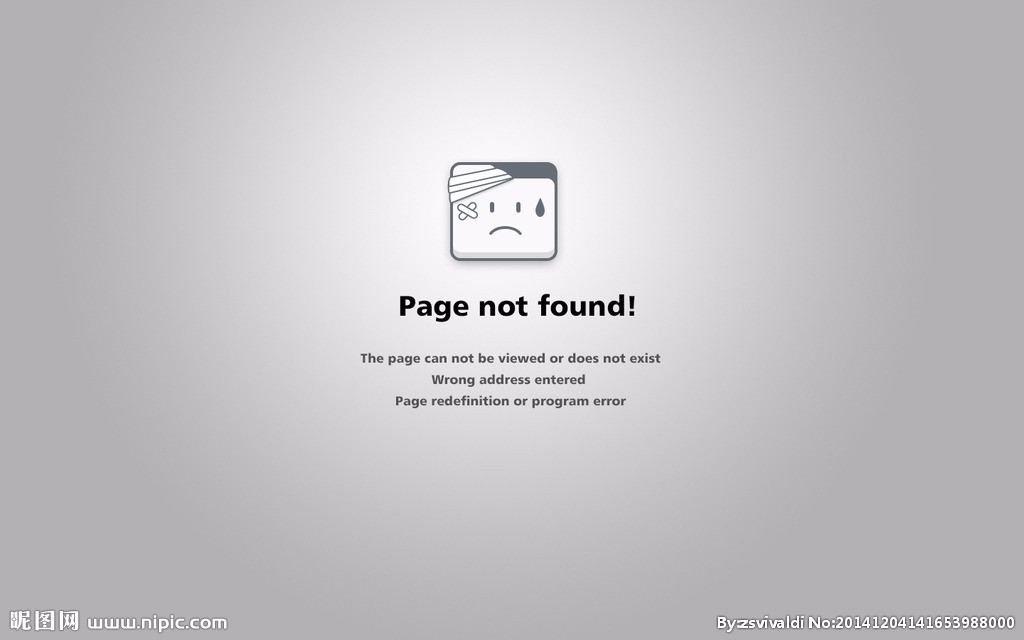 Page not found!
The page can not be viewed or does not exist
Wrong address entered
Page redefinition or program error
昵图网 www.nipic.com
By:zsvivaldi No:20141204141653988000